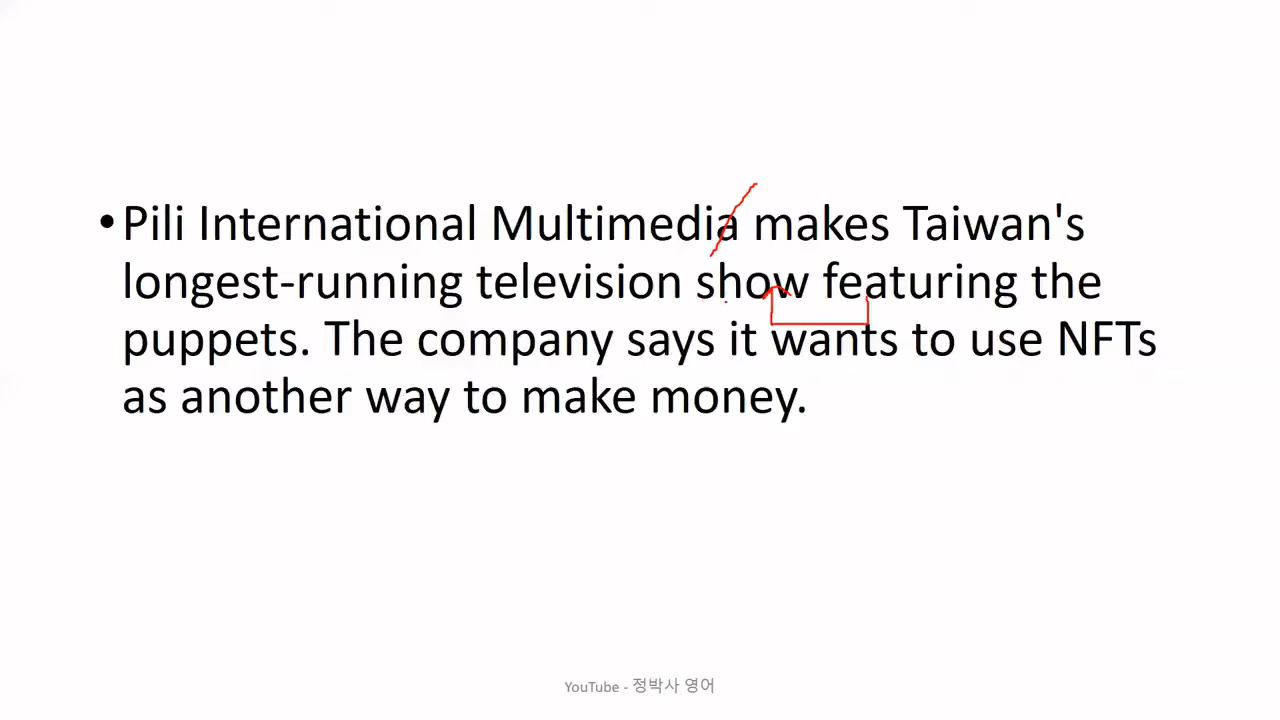 •Pili International Multimedia makes Taiwan's
longest-running television show featuring the
puppets. The company says it wants to use NFTs
as another way to make money.
YouTube - 정박사 영어